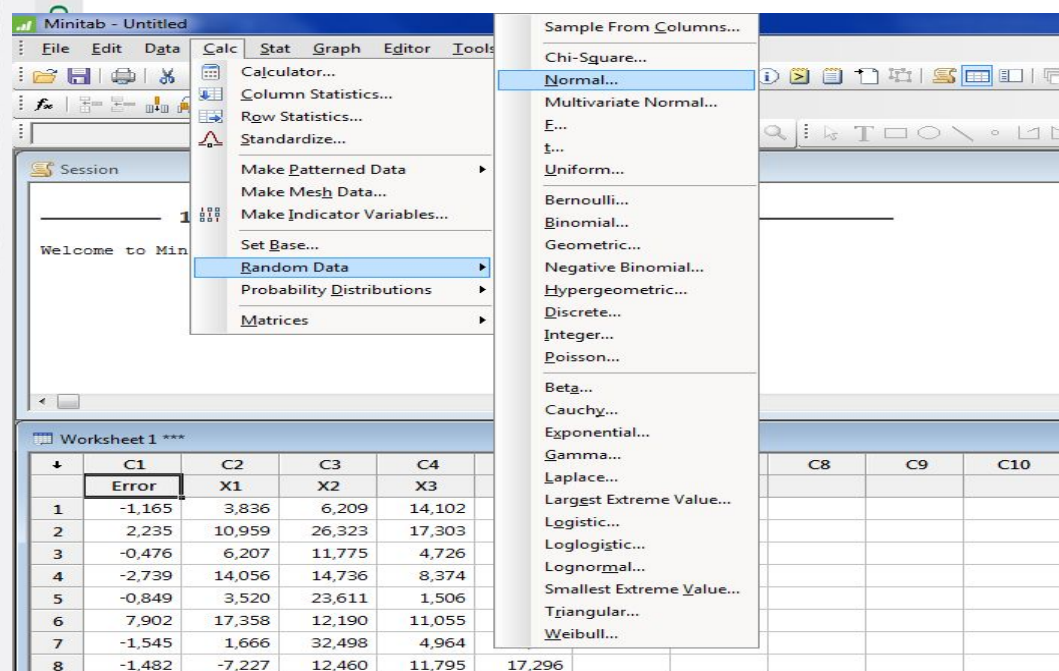 Minitab - Untitled
File Edit Data Calc Stat Graph Editor Tools
Calculator...
Column Statistics...
Row Statistics...
Standardize...
Make Patterned Data
Make Mesh Data...
Make Indicator Variables...
Set Base...
Random Data
Probability Distributions
Matrices
Sample From Columns...
Chi-Square...
Normal...
Multivariate Normal...
F...
t...
Uniform...
Bernoulli...
Binomial...
Geometric...
Negative Binomial...
Hypergeometric...
Discrete...
Integer...
Poisson...
Beta...
Cauchy...
Exponential...
Gamma...
Laplace...
Largest Extreme Value...
Logistic...
Loglogistic...
Lognormal...
Smallest Extreme Value...
Triangular...
Weibull...
Session
1
Welcome to Min
Worksheet 1 ***
C1 C2 C3 C4 C8 C9 C10
Error X1 X2 X3
1 -1,165 3,836 6,209 14,102
2 2,235 10,959 26,323 17,303
3 -0,476 6,207 11,775 4,726
4 -2,739 14,056 14,736 8,374
5 -0,849 3,520 23,611 1,506
6 7,902 17,358 12,190 11,055
7 -1,545 1,666 32,498 4,964
8 -1,482 -7,227 12,460 11,795 17,296